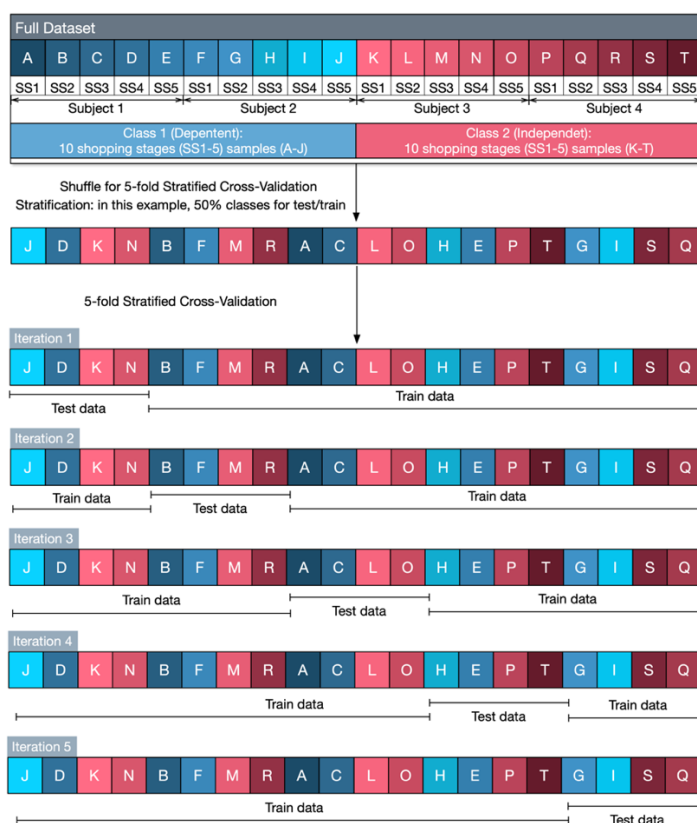 Full Dataset
A B C D E F G H I J K L M N O P Q R S T
SS1 SS2 SS3 SS4 SS5 SS1 SS2 SS3 SS4 SS5 SS1 SS2 SS3 SS4 SS5 SS1 SS2 SS3 SS4 SS5
Subject 1 Subject 2 Subject 3 Subject 4
Class 1 (Depentent): Class 2 (Independet):
10 shopping stages (SS1-5) samples (A-J) 10 shopping stages (SS1-5) samples (K-T)
Shuffle for 5-fold Stratified Cross-Validation
Stratification: in this example, 50% classes for test/train
J D K N B F M R A C L O H E P T G I S Q
5-fold Stratified Cross-Validation
Iteration 1
J D K N B F M R A C L O H E P T G I S Q
Test data Train data
Iteration 2
J D K N B F M R A C L O H E P T G I S Q
Train data Test data Train data
Iteration 3
J D K N B F M R A C L O H E P T G I S Q
Train data Test data Train data
Iteration 4
J D K N B F M R A C L O H E P T G I S Q
Train data Test data Train data
Iteration 5
J D K N B F M R A C L O H E P T G I S Q
Train data Test data